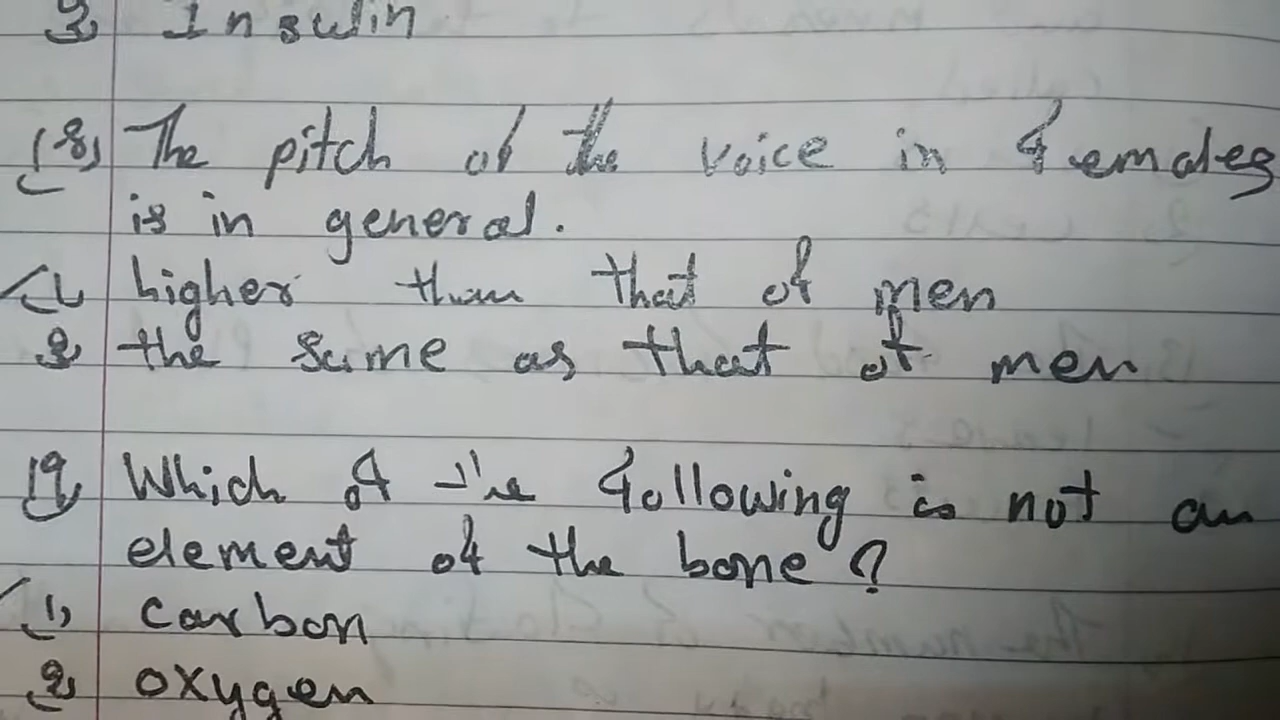 3) Insulin
18) The pitch of the voice in females
is in general.
1) higher than that of men
2) the same as that of men
19) Which of the following is not an
element of the bone?
1) carbon
2) oxygen